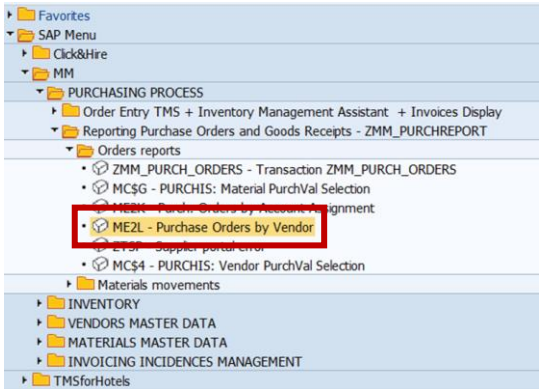 Favorites
SAP Menu
Click&Hire
MM
PURCHASING PROCESS
Order Entry TMS + Inventory Management Assistant + Invoices Display
Reporting Purchase Orders and Goods Receipts - ZMM_PURCHREPORT
Orders reports
ZMM_PURCH_ORDERS - Transaction ZMM_PURCH_ORDERS
MC$G - PURCHIS: Material PurchVal Selection
ME2K - Purch. Orders by Account Assignment
ME2L - Purchase Orders by Vendor
Supplier portal error
MC$4 - PURCHIS: Vendor PurchVal Selection
Materials movements
INVENTORY
VENDORS MASTER DATA
MATERIALS MASTER DATA
INVOICING INCIDENCES MANAGEMENT
TMSforHotels